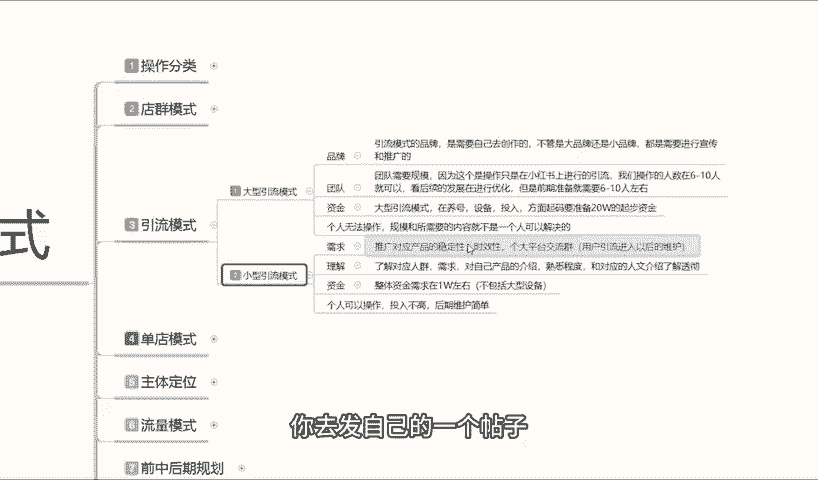 式
1 操作分类
2 店群模式
3 引流模式
1 大型引流模式
品牌
引流模式的品牌，是需要自己去创作的，不管是大品牌还是小品牌，都是需要进行宣传
和推广的
团队
团队需要规模，因为这个是操作只是在小红书上进行的引流，我们操作的人数在6-10人
就可以，看后续的发展在进行优化，但是前期准备就需要6-10人左右
资金
大型引流模式，在养号，设备，投入，方面起码要准备20W的起步资金
个人无法操作，规模和所需要的内容就不是一个人可以解决的
2 小型引流模式
需求
推广对应产品的稳定性，时效性，个大平台交流群（用户引流进入以后的维护）
理解
了解对应人群，需求，对自己产品的介绍，熟悉程度，和对应的人文介绍了解透彻
资金
整体资金需求在1W左右（不包括大型设备）
个人可以操作，投入不高，后期维护简单
4 单店模式
5 主体定位
6 流量模式
7 前中后期规划
你去发自己的一个帖子